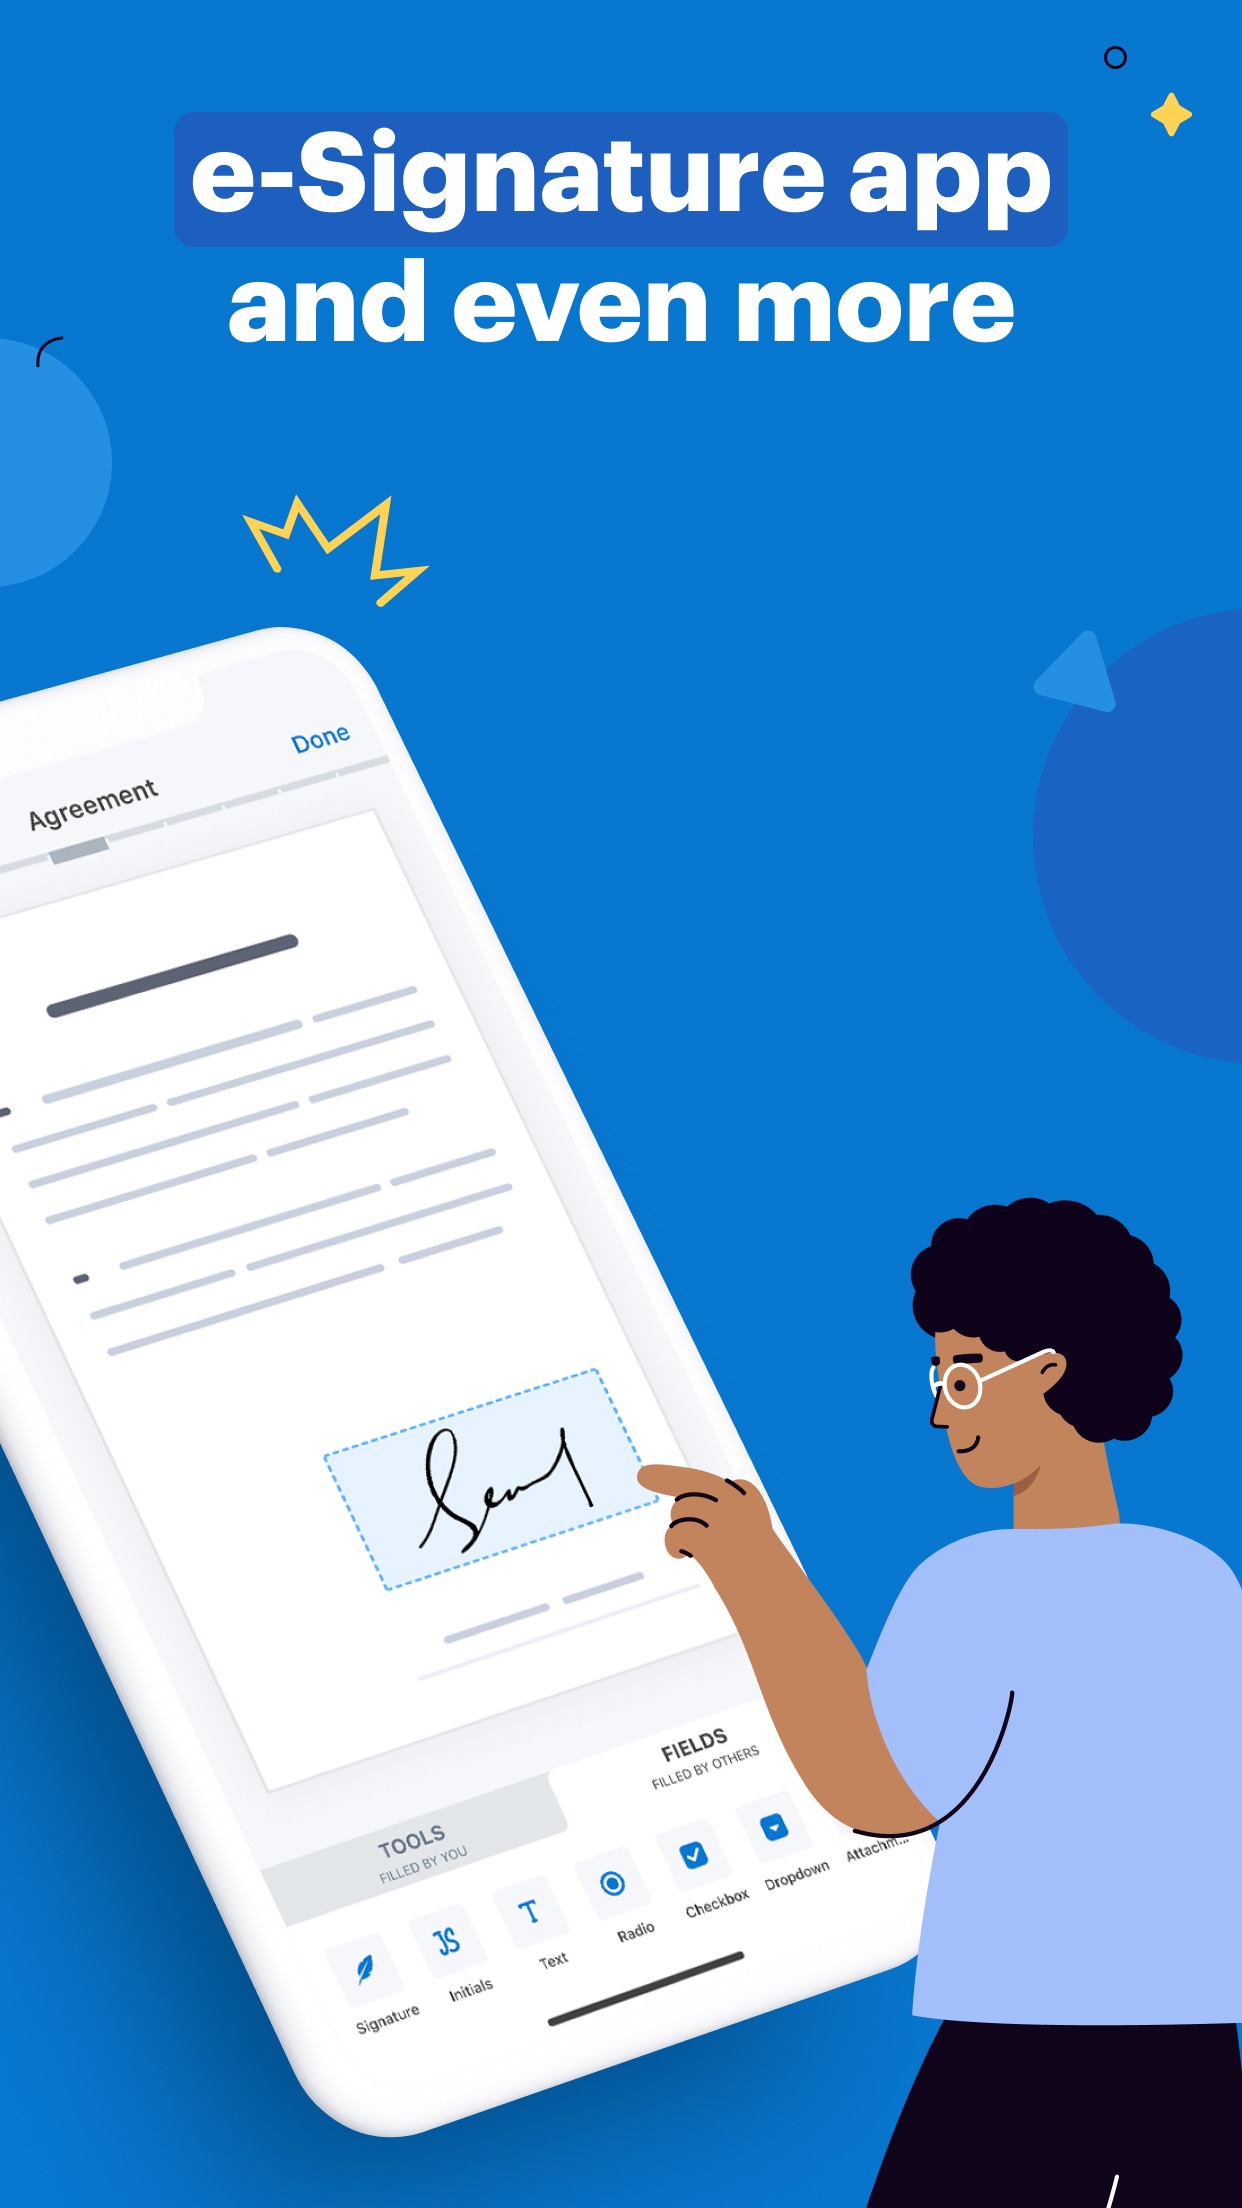 e-Signature app
and even more
Done
Agreement
FIELDS
FILLED BY OTHERS
TOOLS
FILLED BY YOU
JS
T
Signature
Initials
Text
Radio
Checkbox
Dropdown
Attachm...